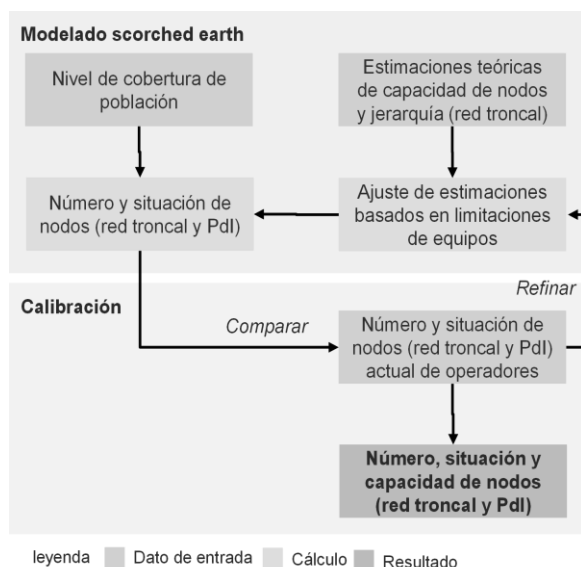 Modelado scorched earth
Nivel de cobertura de
población
Estimaciones teóricas
de capacidad de nodos
y jerarquía (red troncal)
Número y situación de
nodos (red troncal y PdI)
Ajuste de estimaciones
basados en limitaciones
de equipos
Refinar
Calibración
Comparar
Número y situación de
nodos (red troncal y PdI)
actual de operadores
Número, situación y
capacidad de nodos
(red troncal y PdI)
leyenda Dato de entrada Cálculo Resultado